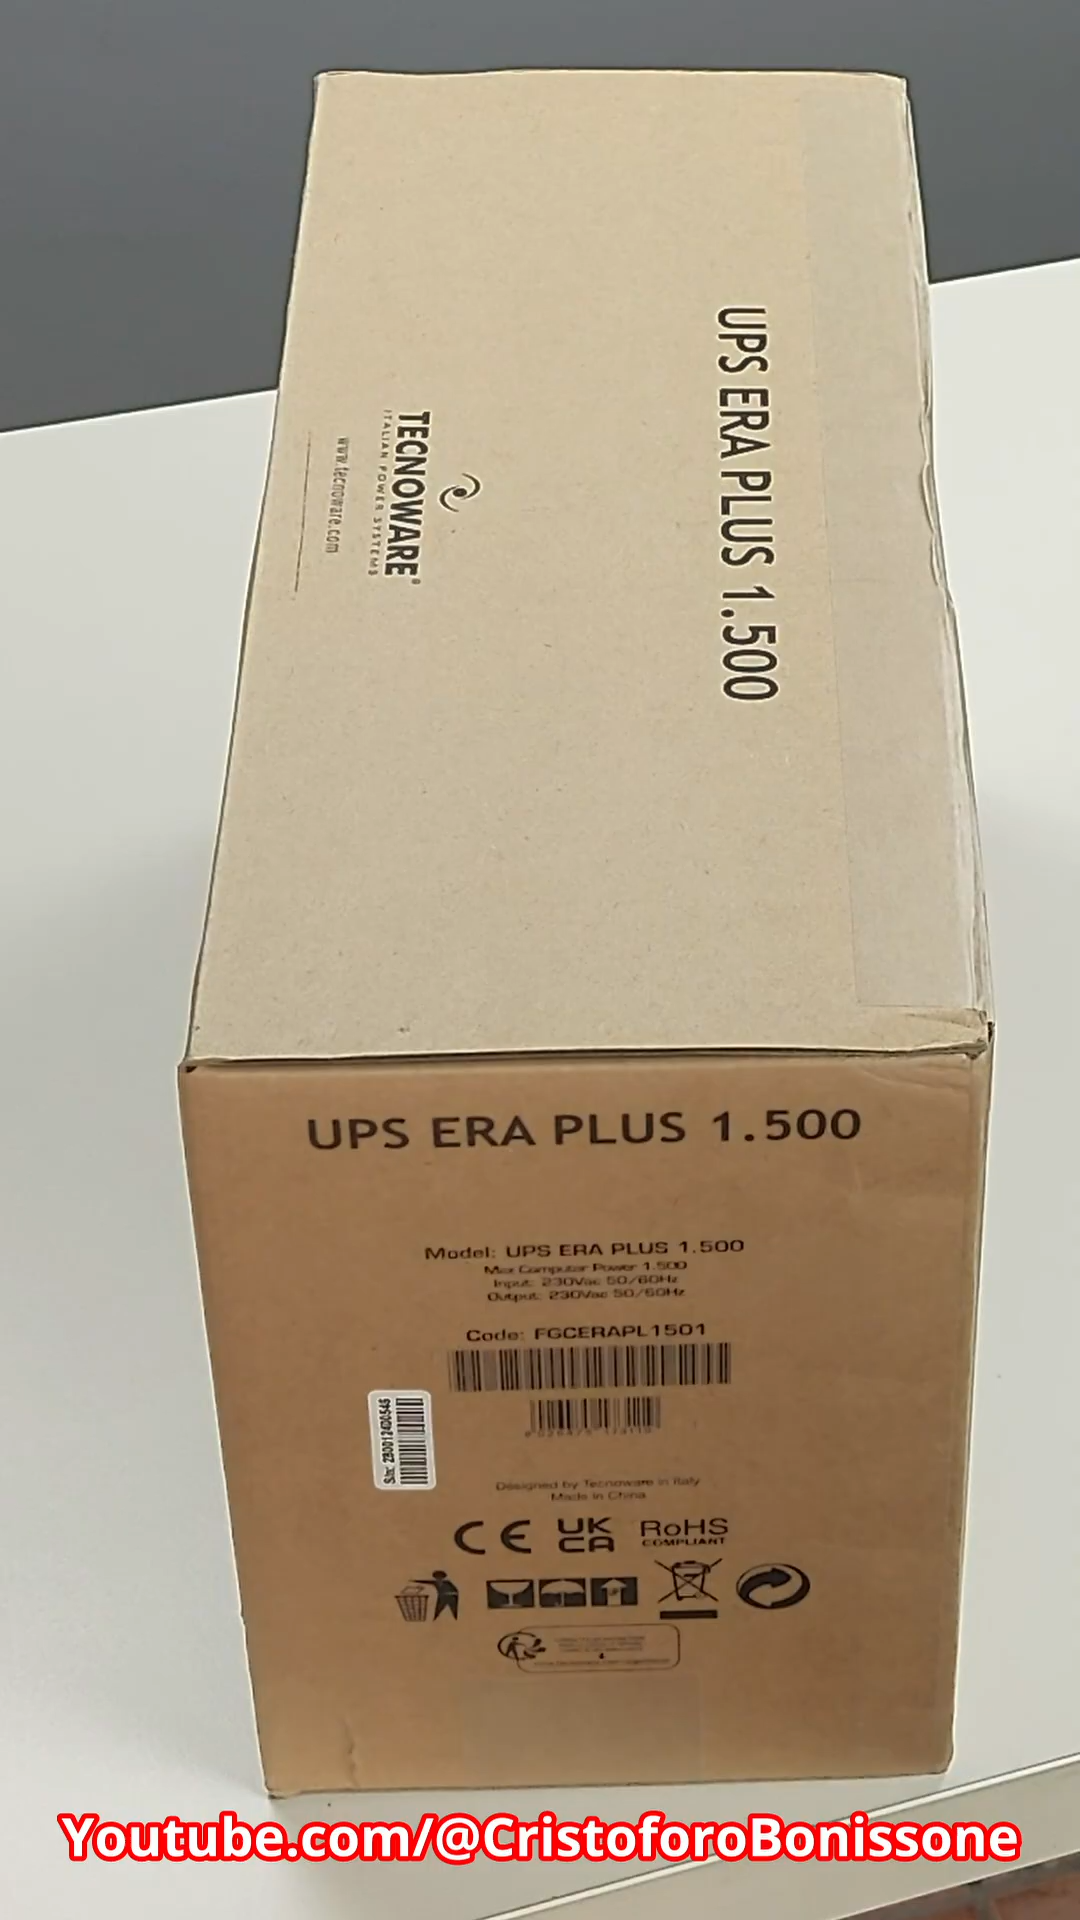 UPS ERA PLUS 1.500
TECNOWARE®
ITALIAN POWER SYSTEMS
www.tecnoware.com
UPS ERA PLUS 1.500
Model: UPS ERA PLUS 1.500
Max Computer Power 1.500
Input: 230Vac 50/60Hz
Output: 230Vac 50/60Hz
Code: FGCERAPL1501
S/n: 280012400546
Designed by Tecnoware in Italy
Made in China
CE
UK
CA
RoHS
COMPLIANT
Youtube.com/@CristoforoBonissone